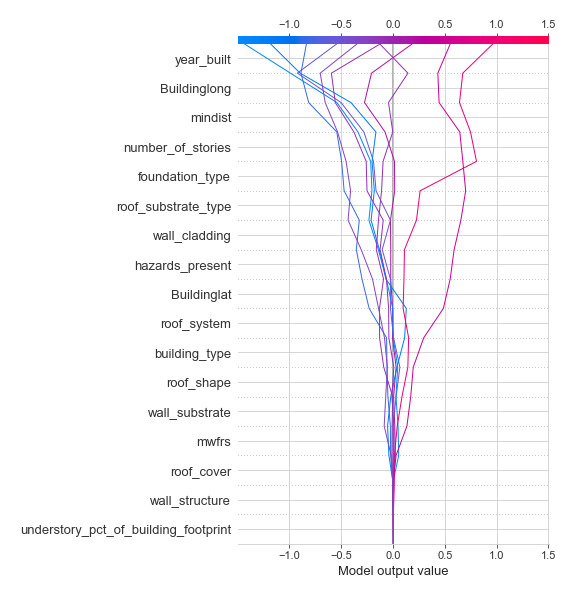 −1.0 −0.5 0.0 0.5 1.0 1.5
year_built
Buildinglong
mindist
number_of_stories
foundation_type
roof_substrate_type
wall_cladding
hazards_present
Buildinglat
roof_system
building_type
roof_shape
wall_substrate
mwfrs
roof_cover
wall_structure
understory_pct_of_building_footprint
−1.0 −0.5 0.0 0.5 1.0 1.5
Model output value